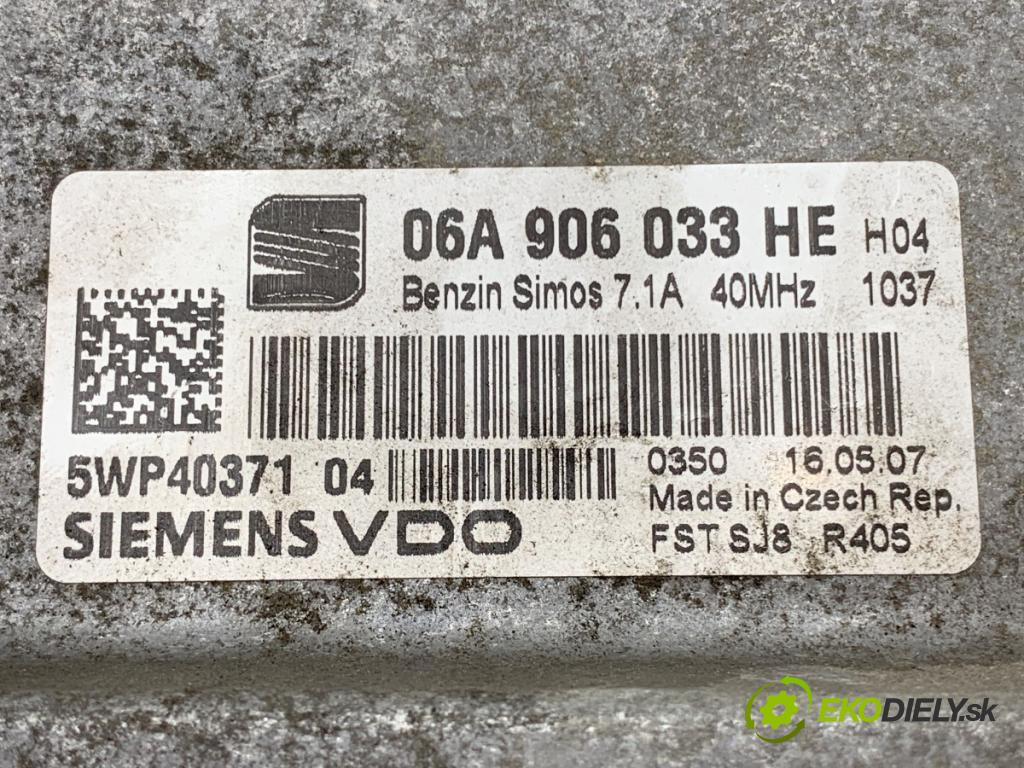 06A 906 033 HE H04
Benzin Simos 7.1A 40MHz 1037
5WP40371 04
0350 16.05.07
Made in Czech Rep.
SIEMENS VDO
FST SJ8 R405
EKODIELY.sk